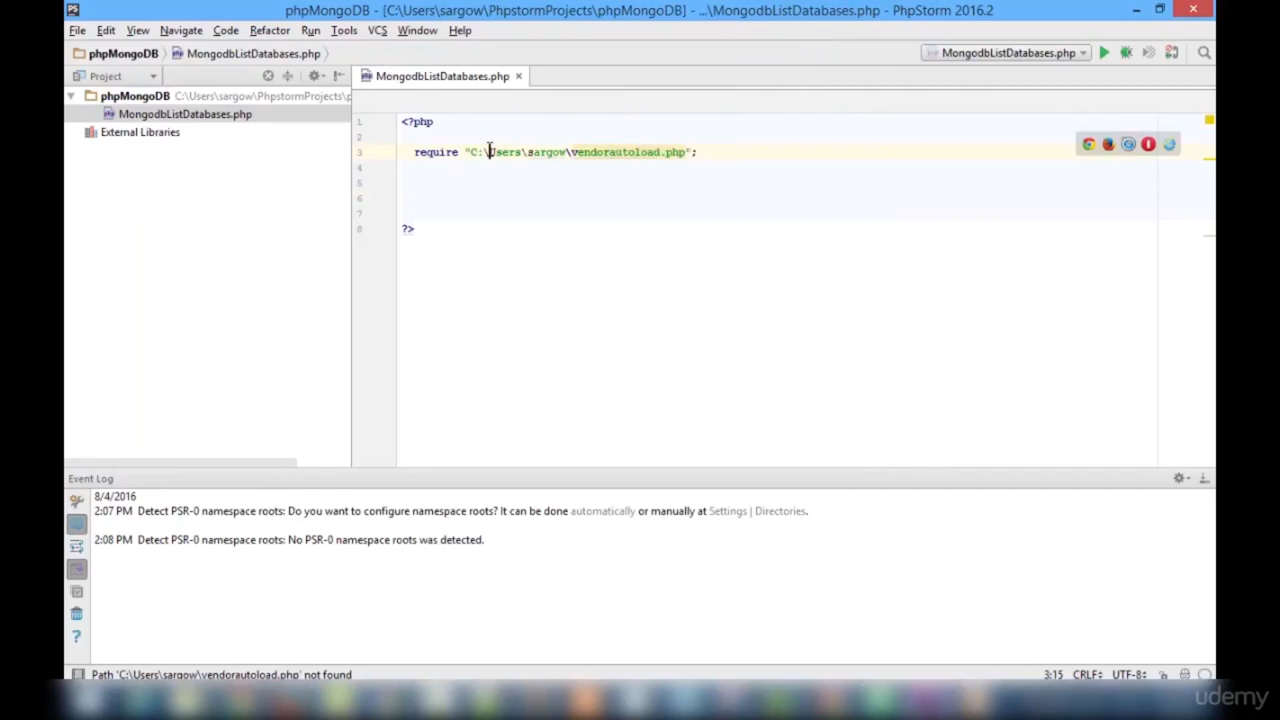 phpMongoDB - [C:\Users\sargow\PhpstormProjects\phpMongoDB] - ...\MongodbListDatabases.php - PhpStorm 2016.2
File Edit View Navigate Code Refactor Run Tools VCS Window Help
phpMongoDB MongodbListDatabases.php MongodbListDatabases.php
Project MongodbListDatabases.php
phpMongoDB C:\Users\sargow\PhpstormProjects\p
MongodbListDatabases.php
External Libraries
1 <?php
2
3 require "C:\Users\sargow\vendorautoload.php";
4
5
6
7
8 ?>
Event Log
8/4/2016
2:07 PM Detect PSR-0 namespace roots: Do you want to configure namespace roots? It can be done automatically or manually at Settings | Directories.
2:08 PM Detect PSR-0 namespace roots: No PSR-0 namespace roots was detected.
Path 'C:\Users\sargow\vendorautoload.php' not found 3:15 CRLF UTF-8
udemy